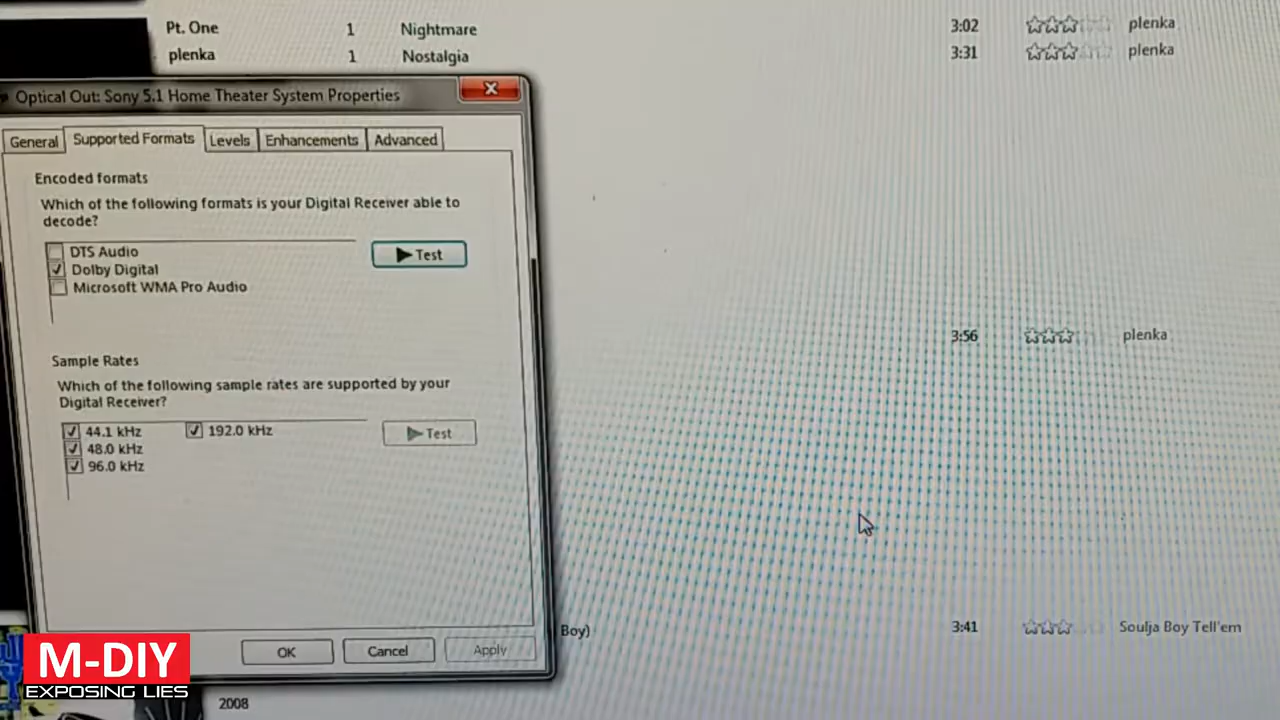 Pt. One 1 Nightmare 3:02 plenka
plenka 1 Nostalgia 3:31 plenka
Optical Out: Sony 5.1 Home Theater System Properties
General Supported Formats Levels Enhancements Advanced
Encoded formats
Which of the following formats is your Digital Receiver able to
decode?
DTS Audio
Test
Dolby Digital
Microsoft WMA Pro Audio
3:56 plenka
Sample Rates
Which of the following sample rates are supported by your
Digital Receiver?
44.1 kHz 192.0 kHz Test
48.0 kHz
96.0 kHz
Boy) 3:41 Soulja Boy Tell'em
OK Cancel Apply
M-DIY
EXPOSING LIES
2008